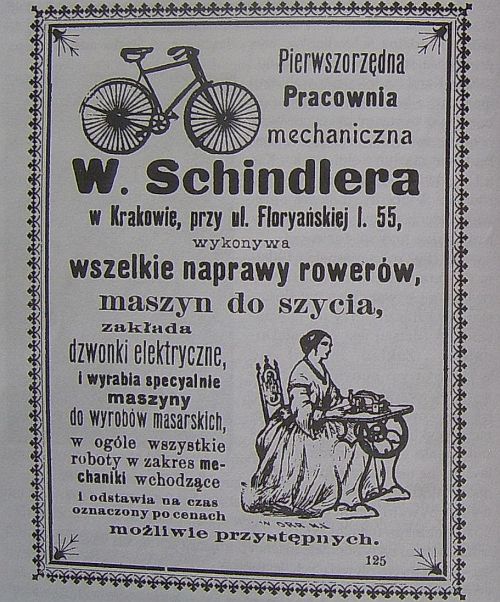 Pierwszorzędna
Pracownia
mechaniczna
W. Schindlera
w Krakowie, przy ul. Floryańskiej l. 55,
wykonywa
wszelkie naprawy rowerów,
maszyn do szycia,
zakłada
dzwonki elektryczne,
i wyrabia specyalnie
maszyny
do wyrobów masarskich,
w ogóle wszystkie
roboty w zakres me-
chaniki wchodzące
i odstawia na czas
oznaczony po cenach
możliwie przystępnych.
125